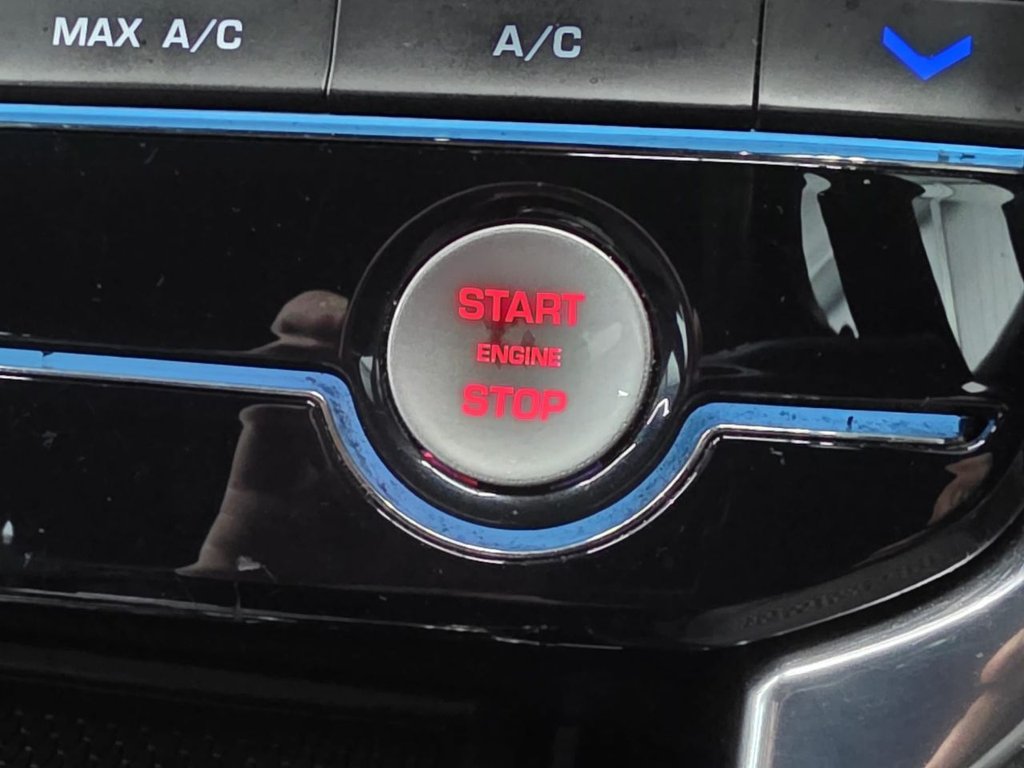 MAX A/C A/C
START
ENGINE
STOP